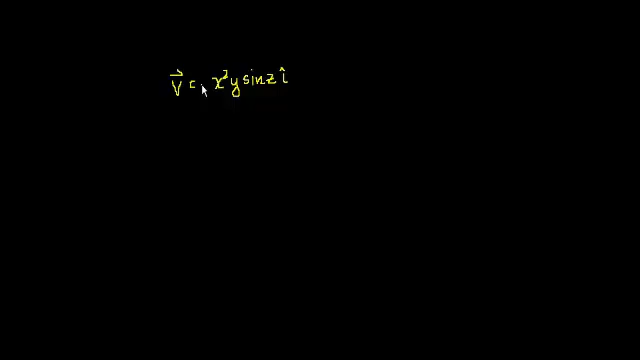 v⃗ = x²y sin z î